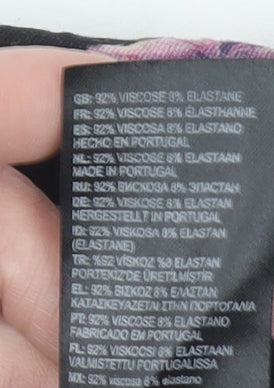 GB: 92% VISCOSE 8% ELASTANE
FR: 92% VISCOSE 8% ELASTHANNE
ES: 92% VISCOSA 8% ELASTANO
HECHO EN PORTUGAL
NL: 92% VISCOSE 8% ELASTAAN
MADE IN PORTUGAL
RU: 92% ВИСКОЗА 8% ЭЛАСТАН
DE: 92% VISKOSE 8% ELASTAN
HERGESTELLT IN PORTUGAL
ID: 92% VISKOSA 8% ELASTAN
(ELASTANE)
TR: %92 VİSKOZ %8 ELASTAN
PORTEKİZ'DE ÜRETİLMİSTİR
EL: 92% ΒΙΣΚΟΖ 8% ΕΛΑΣΤΑΝ
ΚΑΤΑΣΚΕΥΑΖΕΤΑΙ ΣΤΗΝ ΠΟΡΤΟΓΑΛΙΑ
PT: 92% VISCOSE 8% ELASTANO
FABRICADO EM PORTUGAL
FL: 92% VISKOOSI 8% ELASTAANI
VALMISTETTU PORTUGALISSA
MX: 92% viscosa 8% elastano